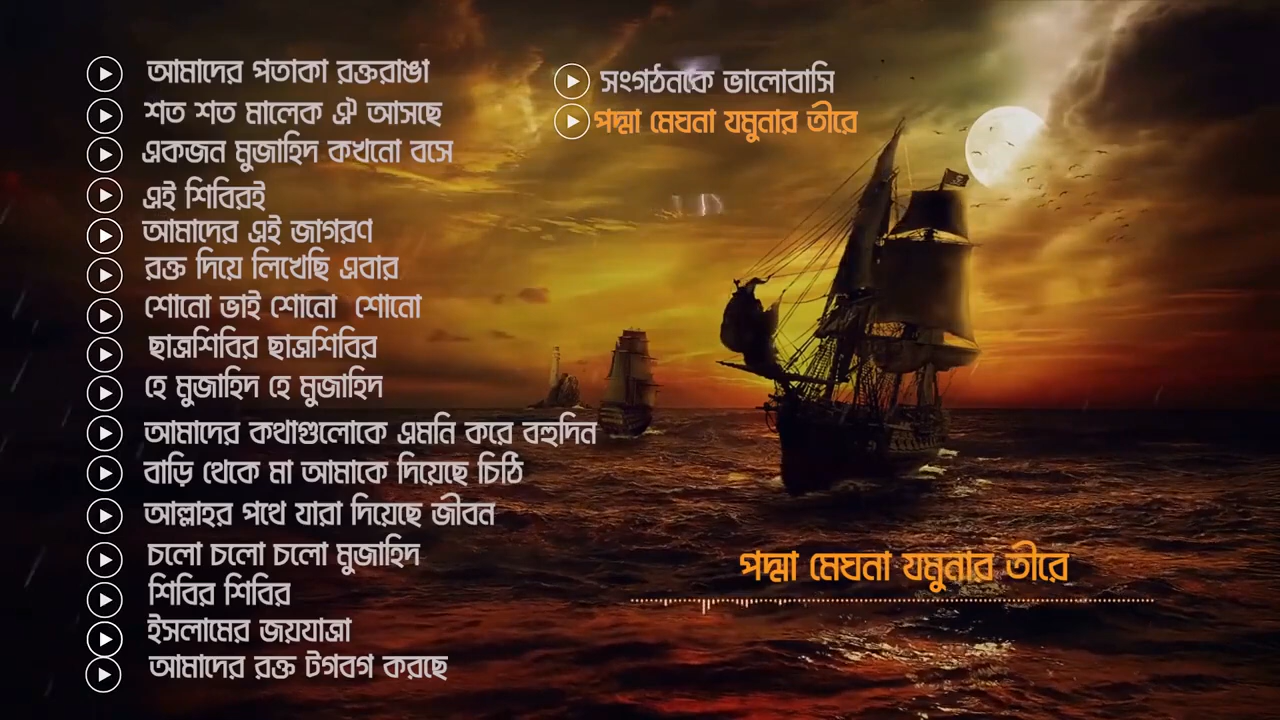 আমাদের পতাকা রক্তরাঙা
শত শত মালেক ঐ আসছে
একজন মুজাহিদ কখনো বসে
এই শিবিরই
আমাদের এই জাগরণ
রক্ত দিয়ে লিখেছি এবার
শোনো ভাই শোনো শোনো
ছাত্রশিবির ছাত্রশিবির
হে মুজাহিদ হে মুজাহিদ
আমাদের কথাগুলোকে এমনি করে বহুদিন
বাড়ি থেকে মা আমাকে দিয়েছে চিঠি
আল্লাহর পথে যারা দিয়েছে জীবন
চলো চলো চলো মুজাহিদ
শিবির শিবির
ইসলামের জয়যাত্রা
আমাদের রক্ত টগবগ করছে
সংগঠনকে ভালোবাসি
পদ্মা মেঘনা যমুনার তীরে
পদ্মা মেঘনা যমুনার তীরে